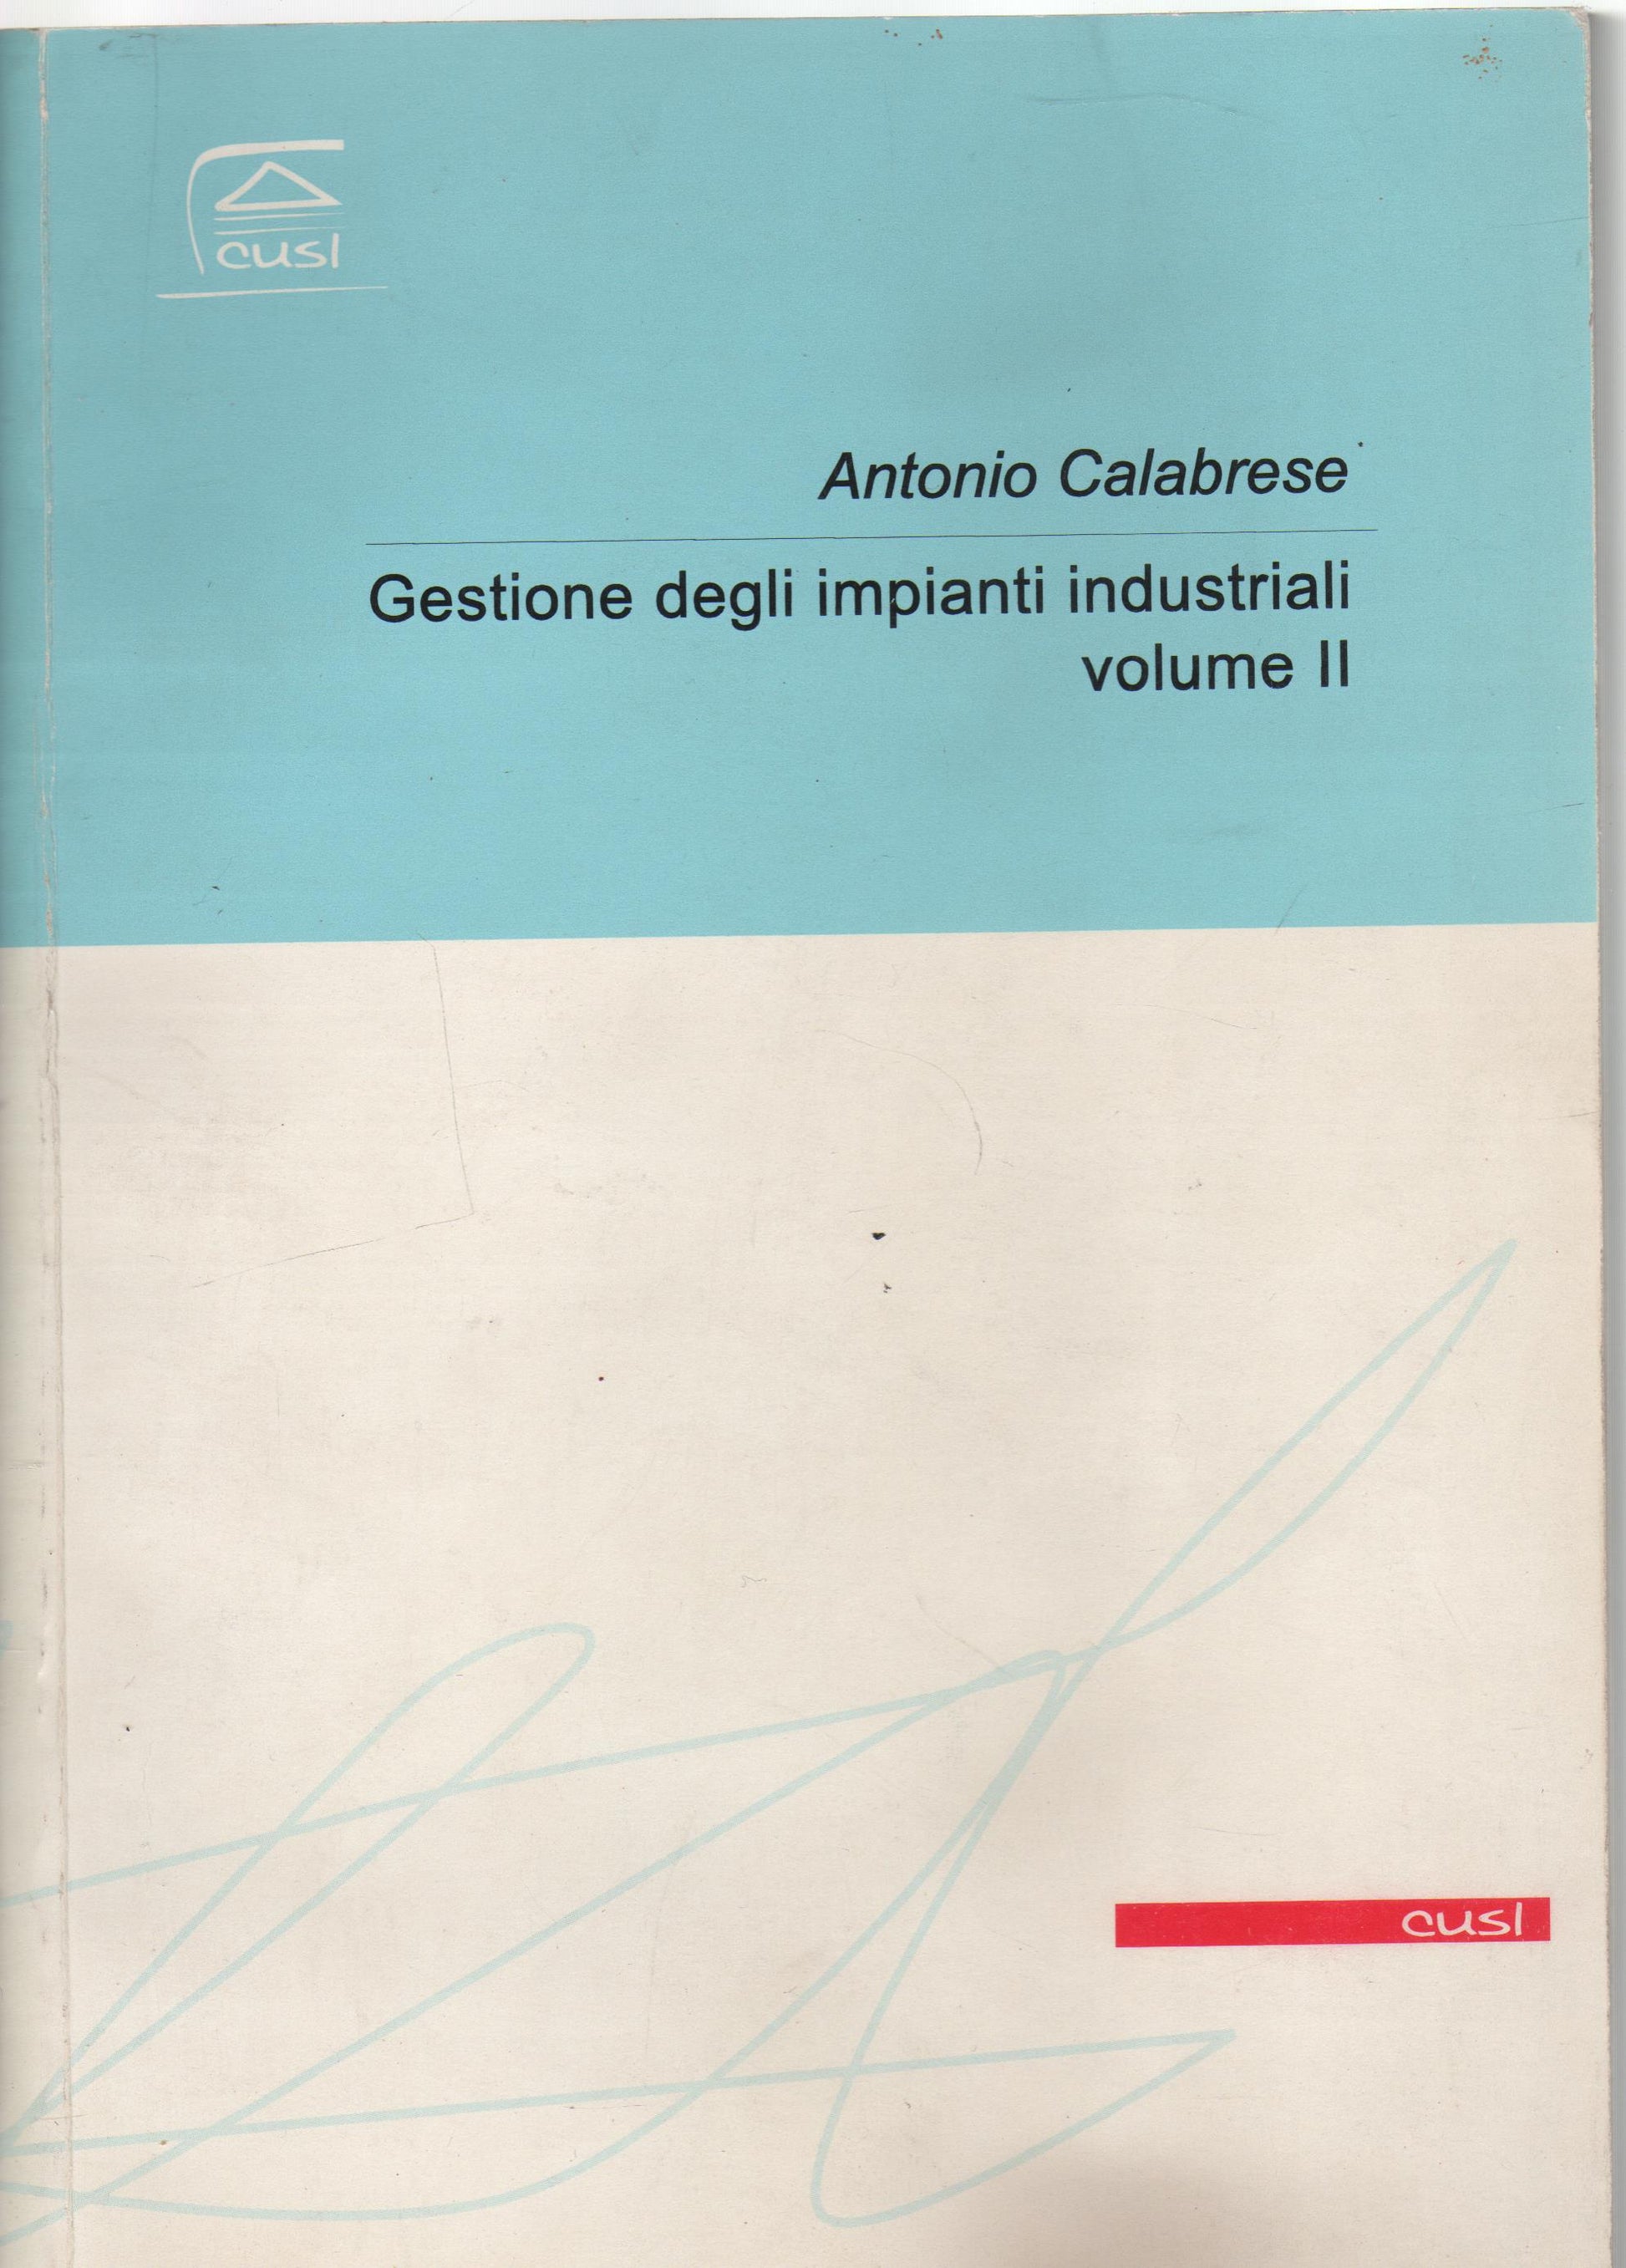 cusl
Antonio Calabrese
Gestione degli impianti industriali
volume II
cusl